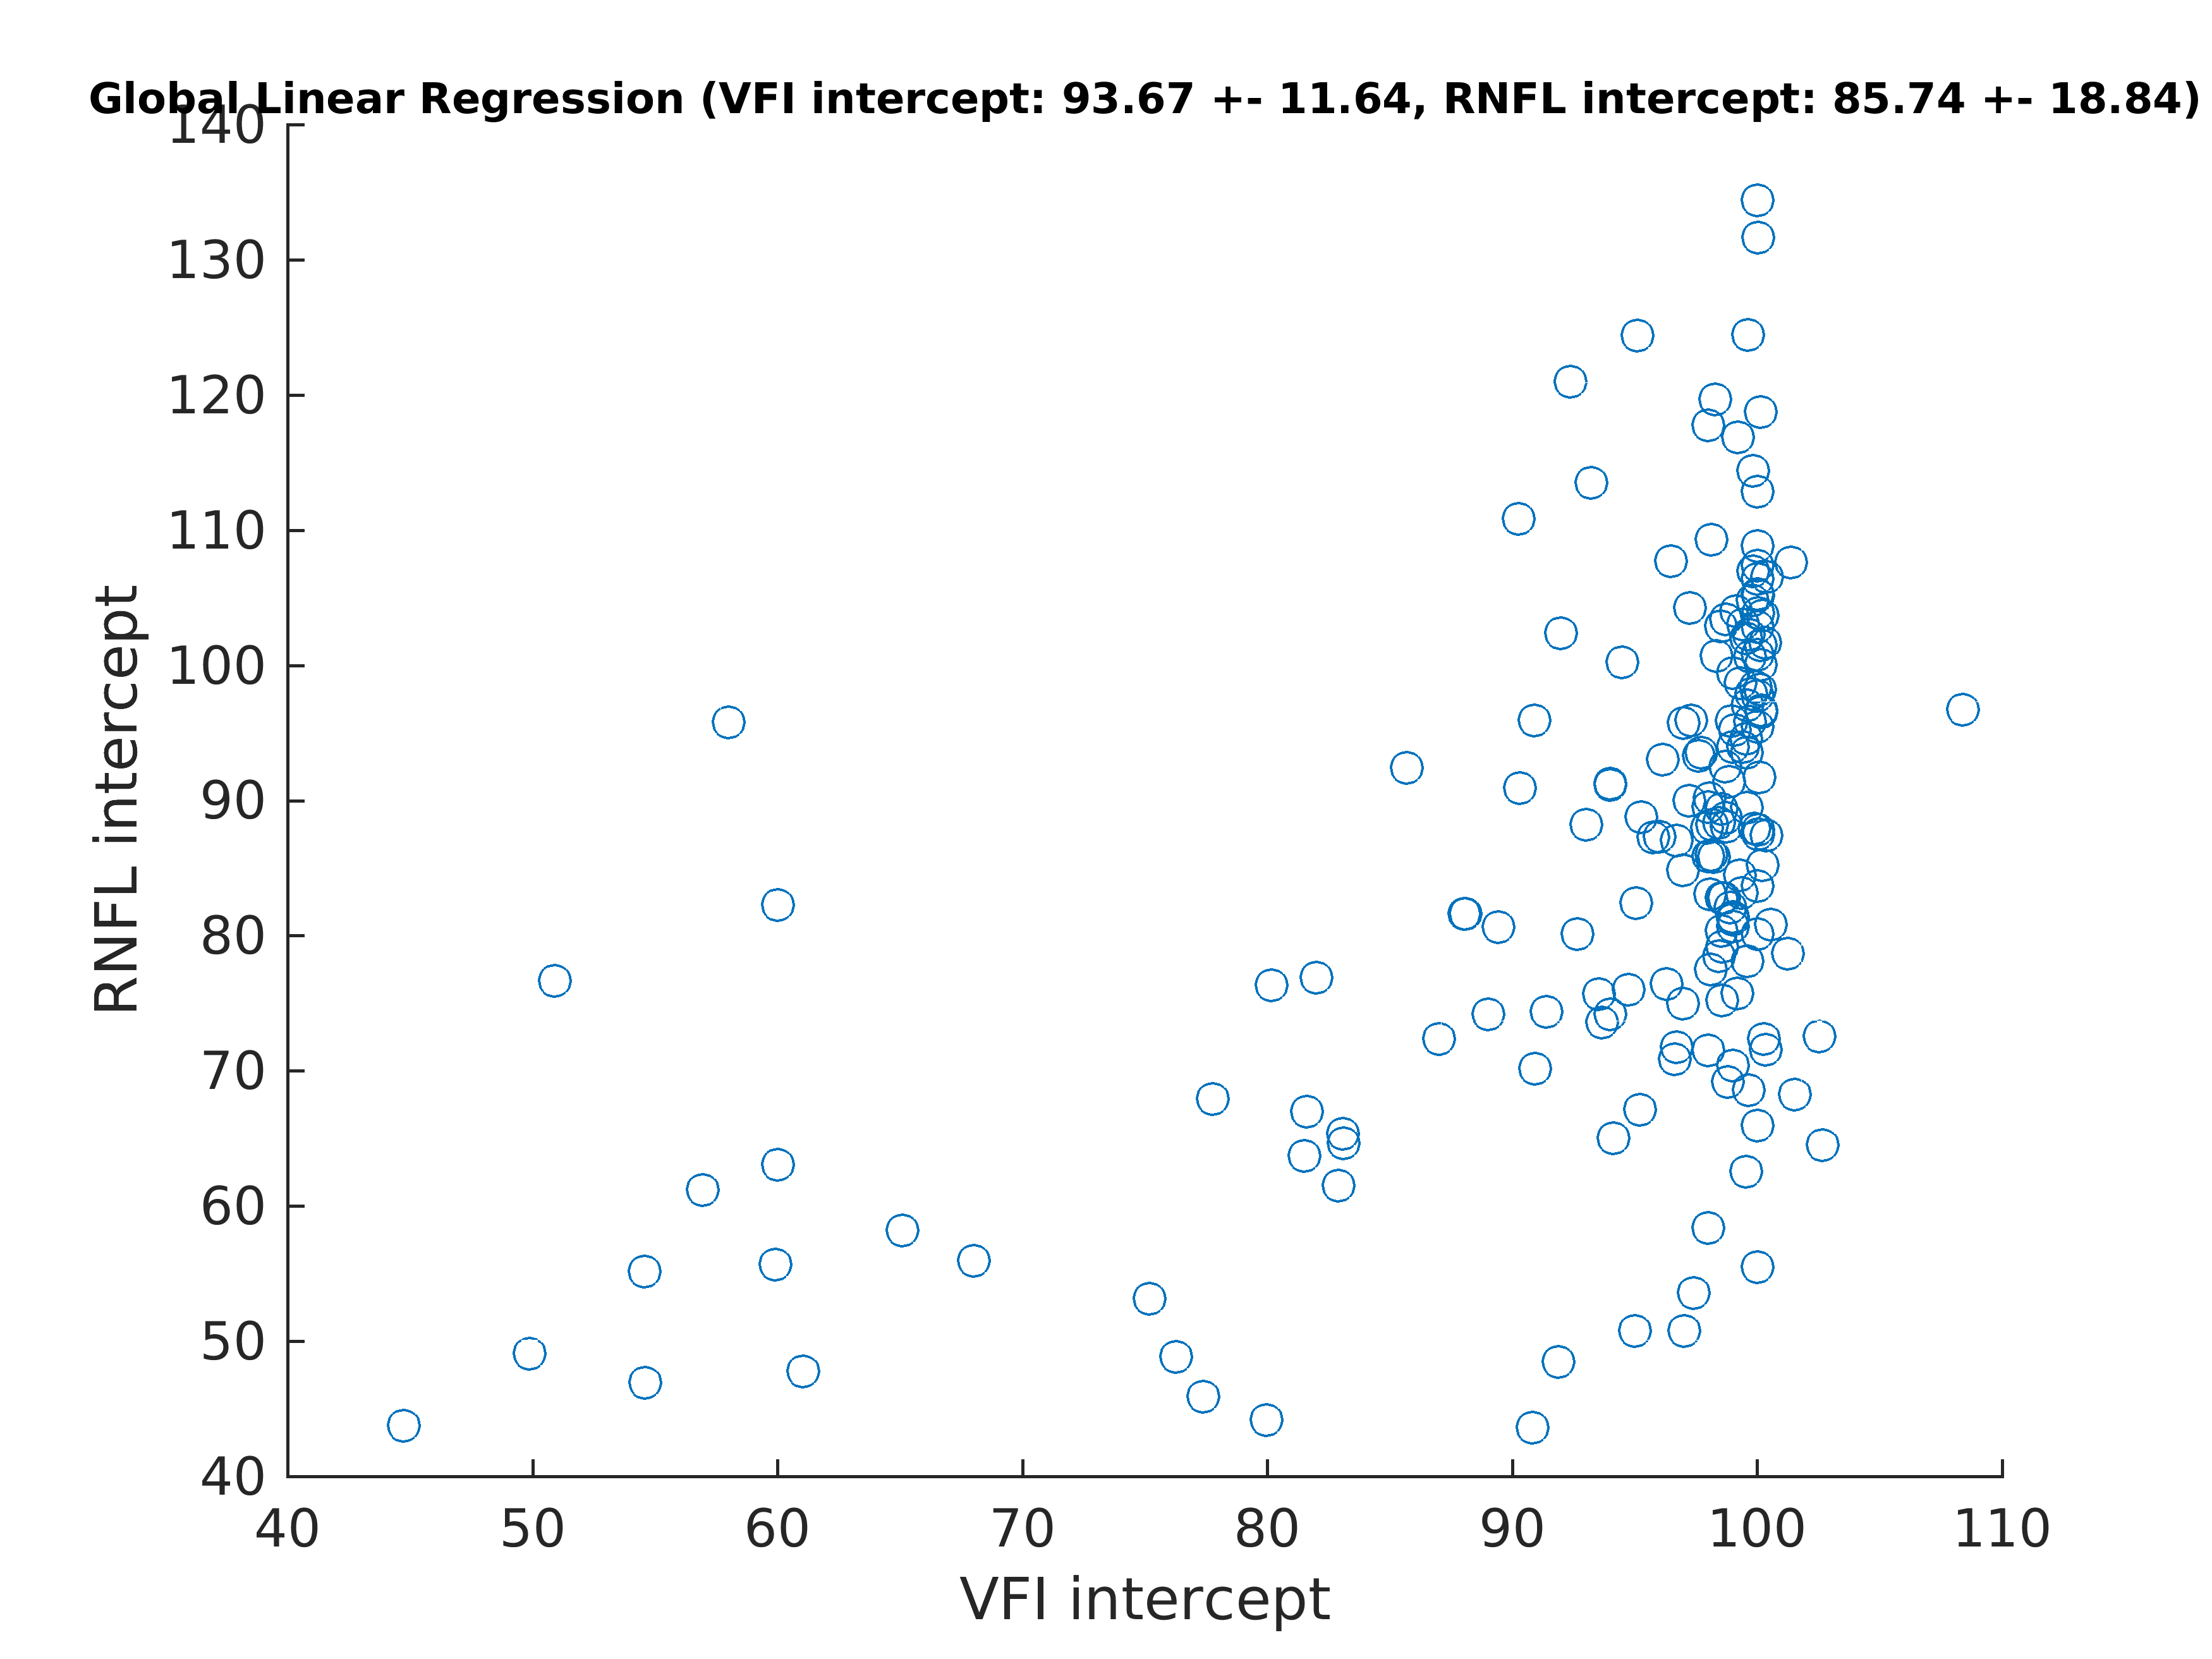 Global Linear Regression (VFI intercept: 93.67 +- 11.64, RNFL intercept: 85.74 +- 18.84)
140
130
120
110
100
90
80
70
60
50
40
RNFL intercept
40 50 60 70 80 90 100 110
VFI intercept